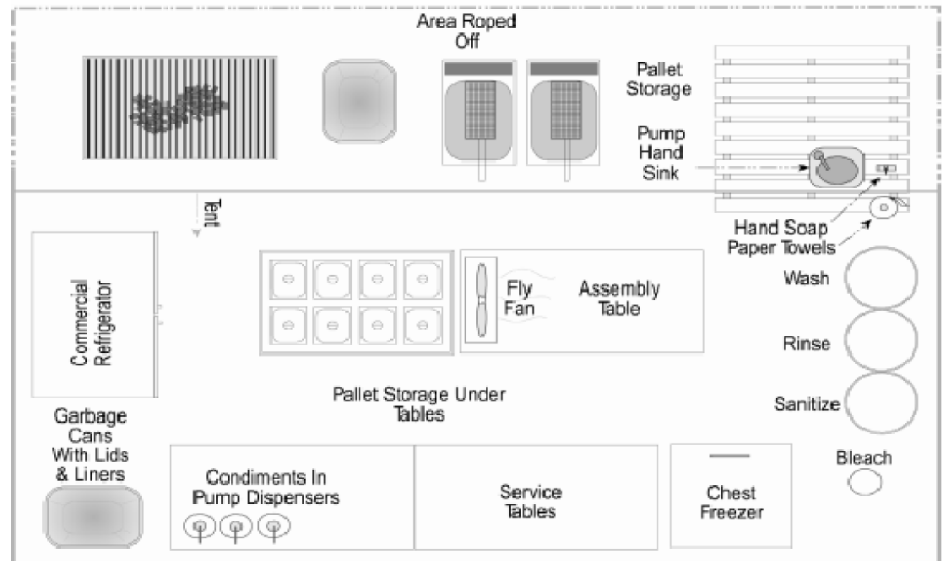 Area Roped
Off
Pallet
Storage
Pump
Hand
Sink
Tent
Hand Soap
Paper Towels
Commercial
Refrigerator
Fly
Fan
Assembly
Table
Wash
Rinse
Sanitize
Pallet Storage Under
Tables
Garbage
Cans
With Lids
& Liners
Condiments In
Pump Dispensers
Service
Tables
Chest
Freezer
Bleach